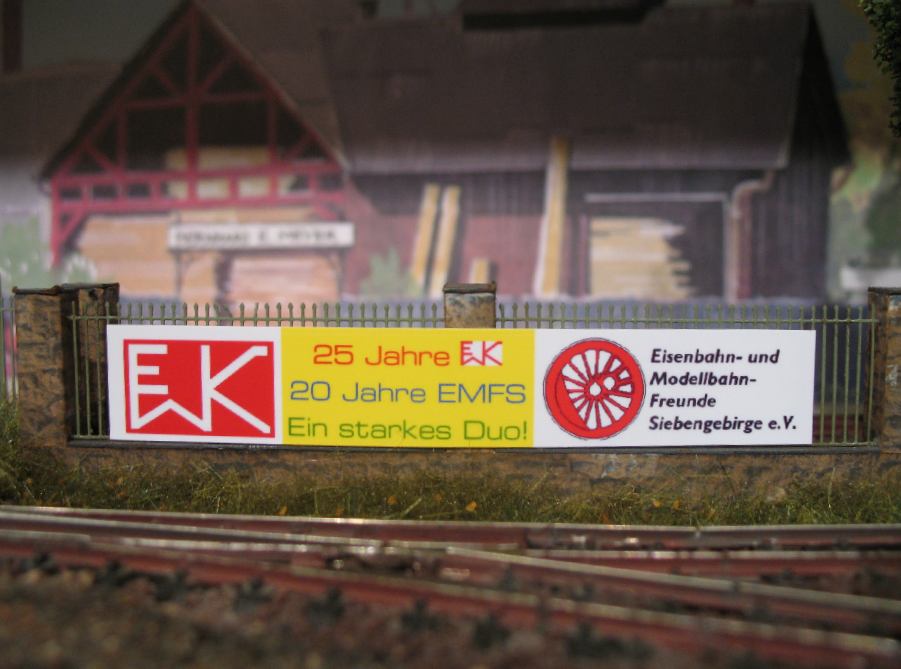 EWK
25 Jahre EWK
20 Jahre EMFS
Ein starkes Duo!
Eisenbahn- und
Modellbahn-
Freunde
Siebengebirge e.V.